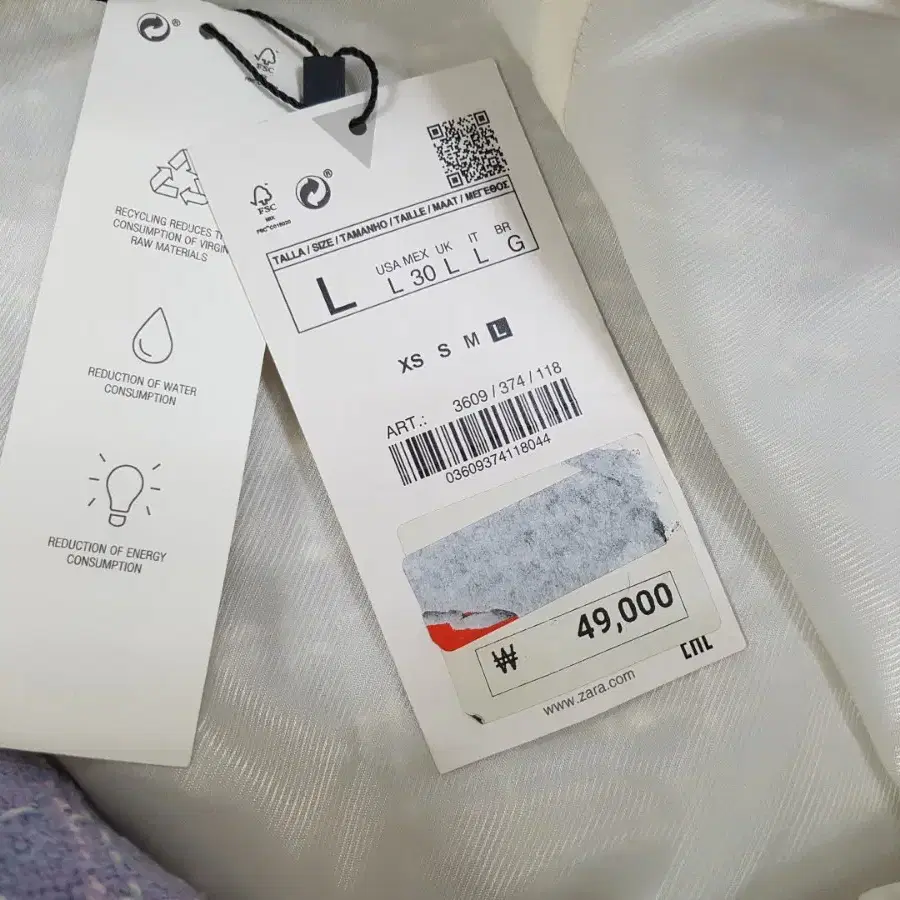 RECYCLING REDUCES
CONSUMPTION OF VIRGIN
RAW MATERIALS
REDUCTION OF WATER
CONSUMPTION
REDUCTION OF ENERGY
CONSUMPTION
FSC
MIX
TALLA / SIZE / TAMANHO / TAILLE / MAAT / ΜΕΓΕΘΟΣ
L
USA MEX UK IT BR
L 30 L L G
XS S M L
ART.: 3609 / 374 / 118
03609374118044
₩ 49,000
www.zara.com